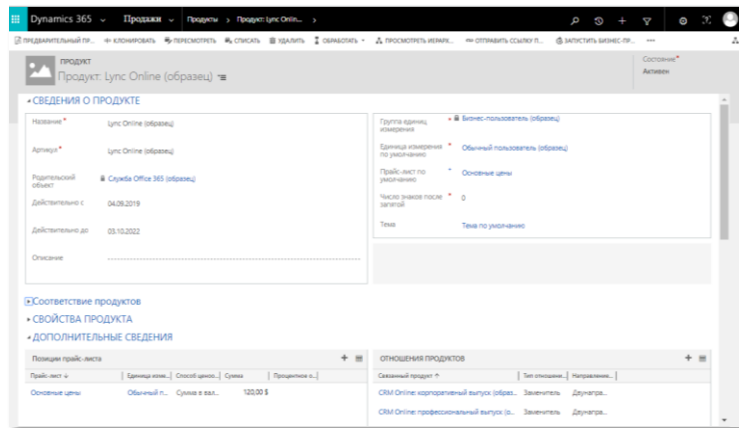 Dynamics 365 Продажи Продукты > Продукт: Lync Onlin... >
ПРЕДВАРИТЕЛЬНЫЙ ПР... КЛОНИРОВАТЬ ПЕРЕСМОТРЕТЬ СПИСАТЬ УДАЛИТЬ ОБРАБОТАТЬ ПРОСМОТРЕТЬ ИЕРАРХ... ОТПРАВИТЬ ССЫЛКУ П... ЗАПУСТИТЬ БИЗНЕС-ПР... ...
ПРОДУКТ
Продукт: Lync Online (образец)
Состояние*
Активен
СВЕДЕНИЯ О ПРОДУКТЕ
Название * Lync Online (образец)
Артикул * Lync Online (образец)
Родительский объект Служба Office 365 (образец)
Действительно с 04.09.2019
Действительно до 03.10.2022
Описание
Группа единиц измерения * Бизнес-пользователь (образец)
Единица измерения по умолчанию * Обычный пользователь (образец)
Прайс-лист по умолчанию Основные цены
Число знаков после запятой * 0
Тема Тема по умолчанию
Соответствие продуктов
СВОЙСТВА ПРОДУКТА
ДОПОЛНИТЕЛЬНЫЕ СВЕДЕНИЯ
Позиции прайс-листа
Прайс-лист Единица изме... Способ ценоо... Сумма Процентное о...
Основные цены Обычный п... Сумма в вал... 120,00 $
ОТНОШЕНИЯ ПРОДУКТОВ
Связанный продукт Тип отношени... Направление...
CRM Online: корпоративный выпуск (образ... Заменитель Двунапра...
CRM Online: профессиональный выпуск (о... Заменитель Двунапра...